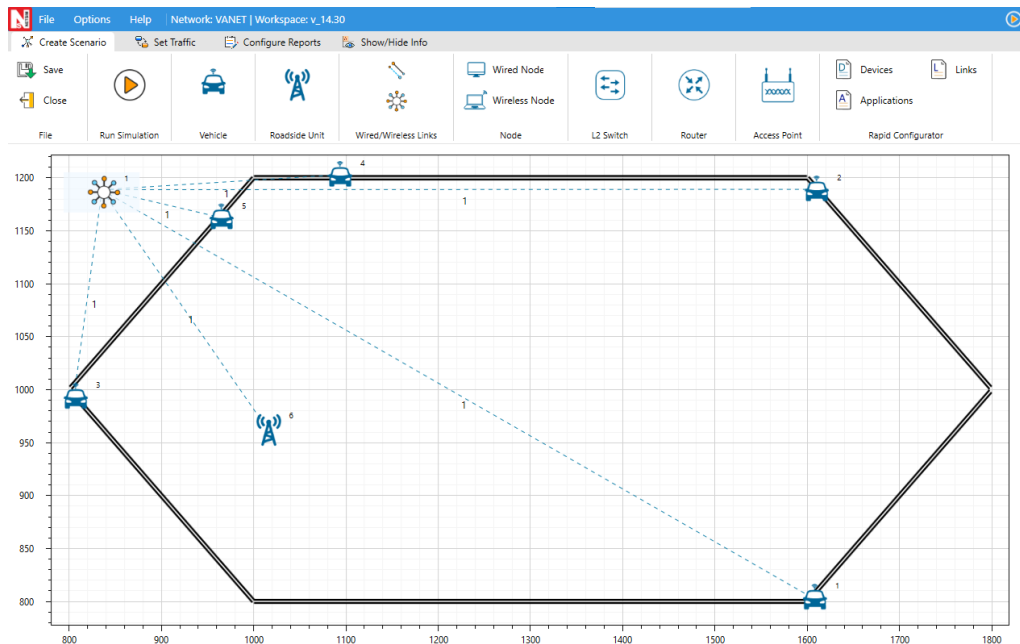 N File Options Help Network: VANET | Workspace: v_14.30
Create Scenario Set Traffic Configure Reports Show/Hide Info
Save
Close
Wired Node
Wireless Node
Devices Links
Applications
File Run Simulation Vehicle Roadside Unit Wired/Wireless Links Node L2 Switch Router Access Point Rapid Configurator
1200
1150
1100
1050
1000
950
900
850
800
1
4
2
1
5
1
1
1
1
3
1
6
1
800 900 1000 1100 1200 1300 1400 1500 1600 1700 1800